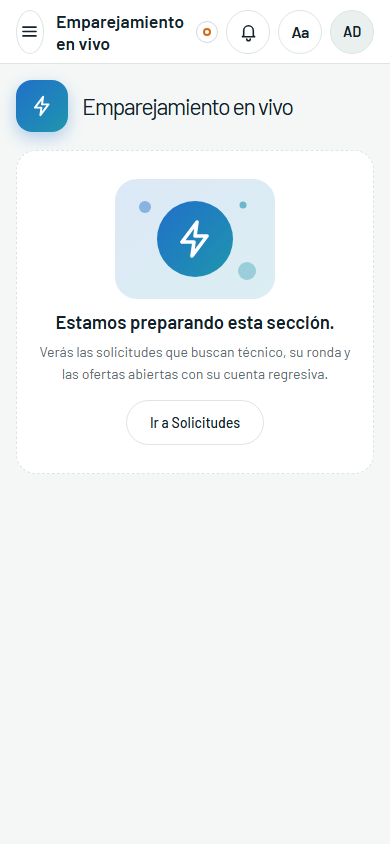 Emparejamiento
en vivo
Aa
AD
Emparejamiento en vivo
Estamos preparando esta sección.
Verás las solicitudes que buscan técnico, su ronda y
las ofertas abiertas con su cuenta regresiva.
Ir a Solicitudes